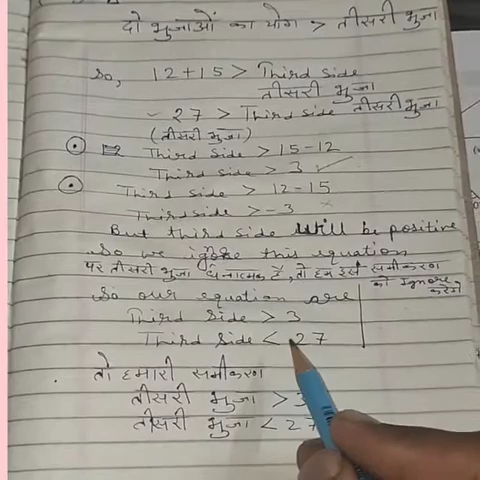 दो भुजाओं का योग > तीसरी भुजा
So, 12+15 > Third side
तीसरी भुजा
- 27 > Third side तीसरी भुजा
(तीसरी भुजा)
Third side > 15-12
Third side > 3 ✓
Third side > 12-15
Third side > -3 ×
But third side will be positive
So we ignore this equation
पर तीसरी भुजा धनात्मक है, तो हम इस समीकरण
को Ignore करेंगे
So our equation are
Third side > 3
Third side < 27
तो हमारी समीकरण
तीसरी भुजा > 3
तीसरी भुजा < 27